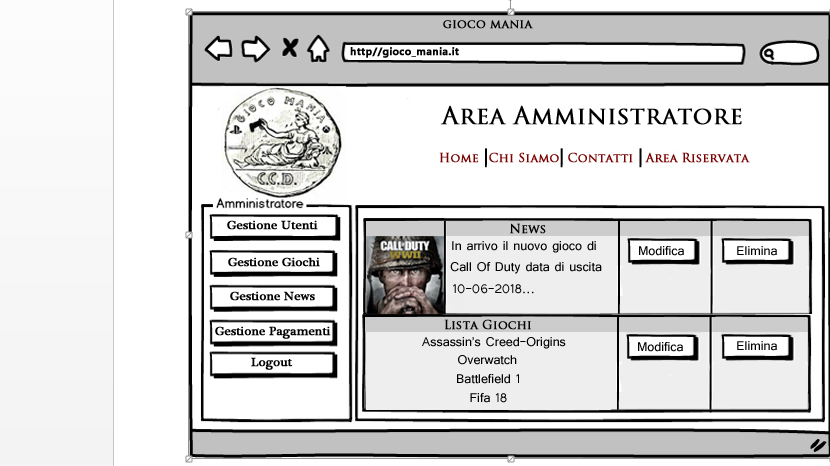 GIOCO MANIA
http//gioco_mania.it
GIOCO MANIA
C.C.D.
AREA AMMINISTRATORE
HOME | CHI SIAMO | CONTATTI | AREA RISERVATA
Amministratore
Gestione Utenti
Gestione Giochi
Gestione News
Gestione Pagamenti
Logout
NEWS
CALL·DUTY
WWII
In arrivo il nuovo gioco di
Call Of Duty data di uscita
10-06-2018...
Modifica
Elimina
LISTA GIOCHI
Assassin's Creed-Origins
Overwatch
Battlefield 1
Fifa 18
Modifica
Elimina